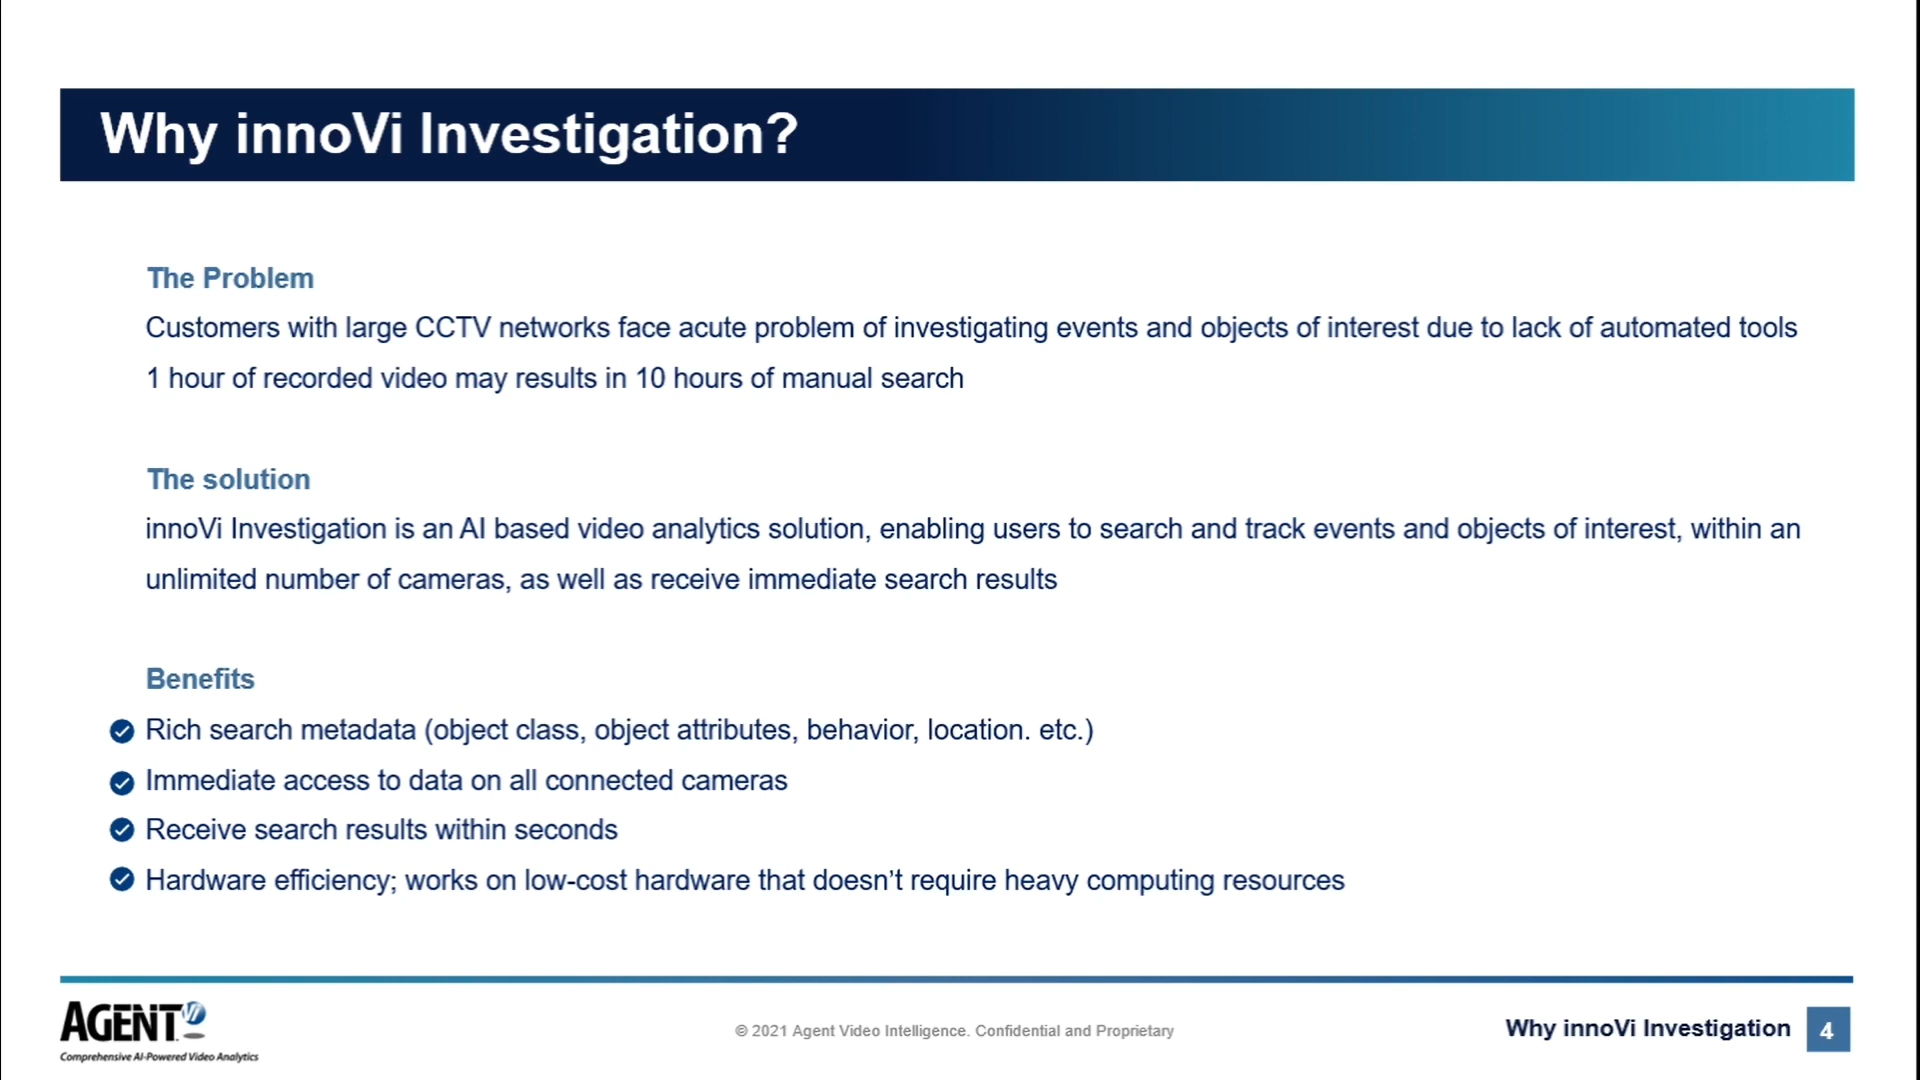 Why innoVi Investigation?
The Problem
Customers with large CCTV networks face acute problem of investigating events and objects of interest due to lack of automated tools
1 hour of recorded video may results in 10 hours of manual search
The solution
innoVi Investigation is an AI based video analytics solution, enabling users to search and track events and objects of interest, within an
unlimited number of cameras, as well as receive immediate search results
Benefits
Rich search metadata (object class, object attributes, behavior, location. etc.)
Immediate access to data on all connected cameras
Receive search results within seconds
Hardware efficiency; works on low-cost hardware that doesn’t require heavy computing resources
AGENT Vi
Comprehensive AI-Powered Video Analytics
© 2021 Agent Video Intelligence. Confidential and Proprietary
Why innoVi Investigation 4